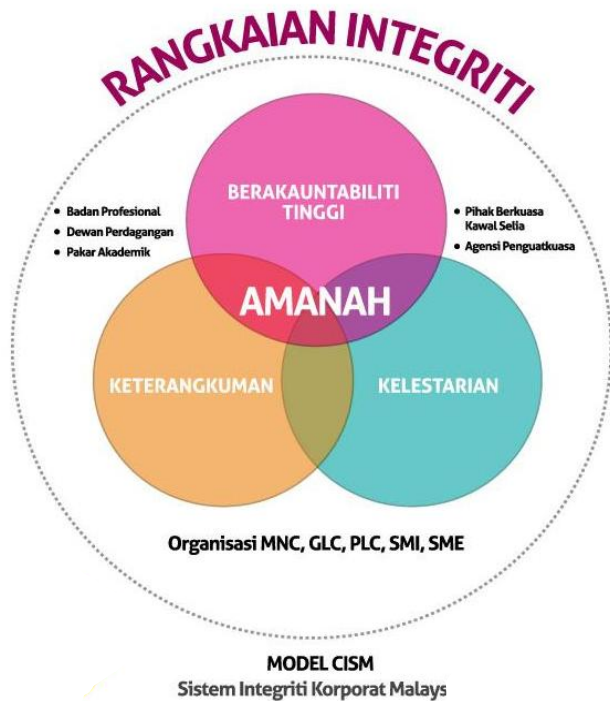 RANGKAIAN INTEGRITI
BERAKAUNTABILITI
TINGGI
• Badan Profesional
• Dewan Perdagangan
• Pakar Akademik
• Pihak Berkuasa
Kawal Selia
• Agensi Penguatkuasa
AMANAH
KETERANGKUMAN
KELESTARIAN
Organisasi MNC, GLC, PLC, SMI, SME
MODEL CISM
Sistem Integriti Korporat Malays